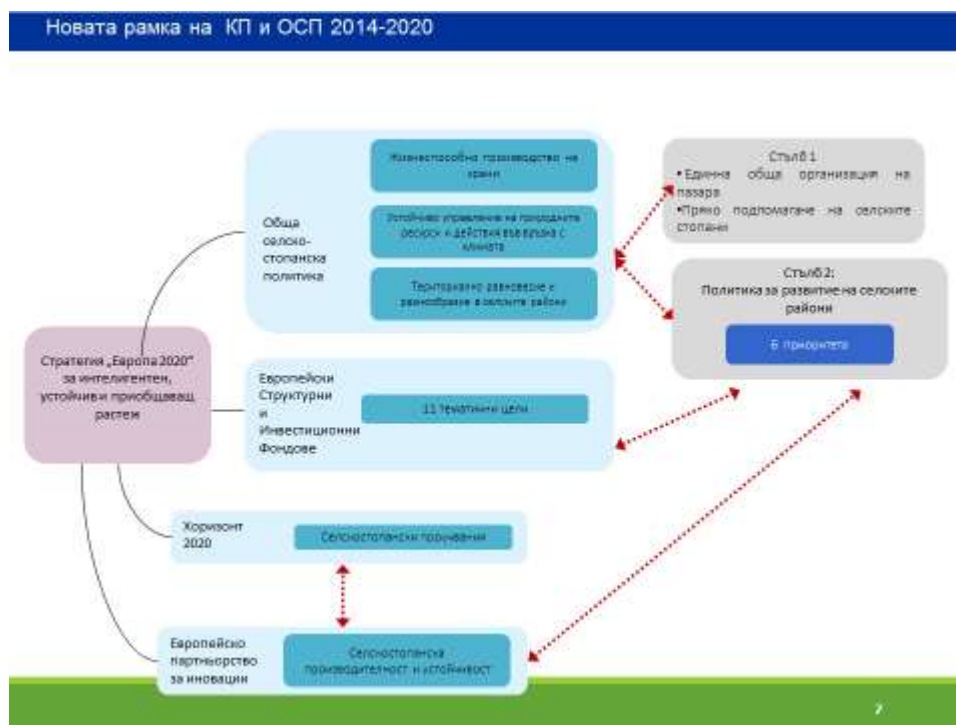 Новата рамка на КП и ОСП 2014-2020
Жизнеспособно производство на
храни
Обща
селско-
стопанска
политика
Устойчиво управление на природните
ресурси и действия във връзка с
климата
Териториално равновесие и
разнообразие в селските райони
Стълб 1
▪Единна обща организация на
пазара
▪Пряко подпомагане на селските
стопани
Стълб 2:
Политика за развитие на селските
райони
6 приоритета
Стратегия „Европа 2020“
за интелигентен,
устойчив и приобщаващ
растеж
Европейски
Структурни
и
Инвестиционни
Фондове
11 тематични цели
Хоризонт
2020
Селскостопански проучвания
Европейско
партньорство
за иновации
Селскостопанска
производителност и устойчивост
7